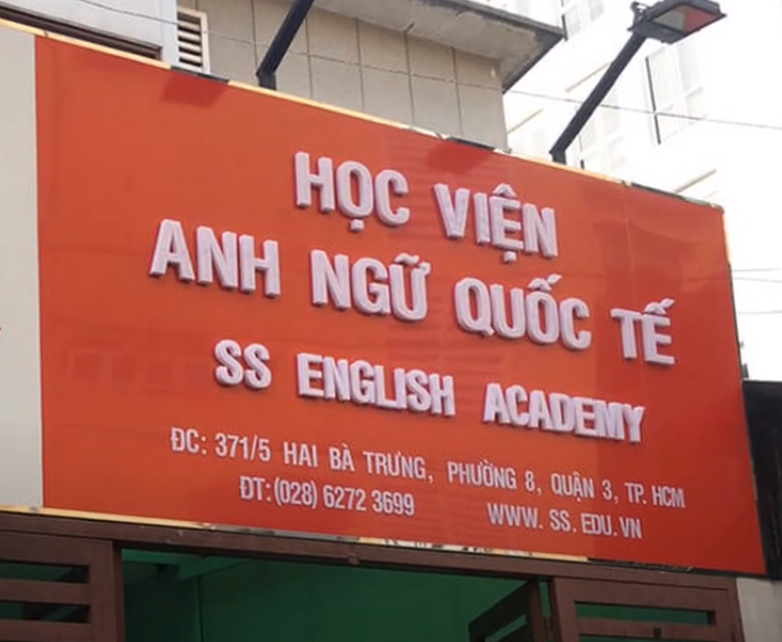 HỌC VIỆN
ANH NGỮ QUỐC TẾ
SS ENGLISH ACADEMY
ĐC: 371/5 HAI BÀ TRƯNG, PHƯỜNG 8, QUẬN 3, TP. HCM
ĐT: (028) 6272 3699 WWW. SS. EDU. VN